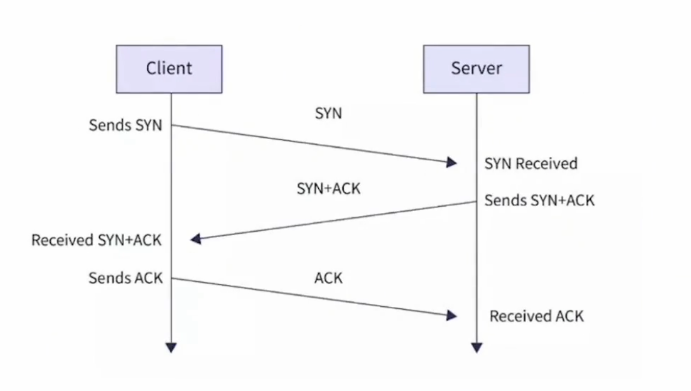 Client
Server
Sends SYN
SYN
SYN Received
SYN+ACK
Sends SYN+ACK
Received SYN+ACK
Sends ACK
ACK
Received ACK